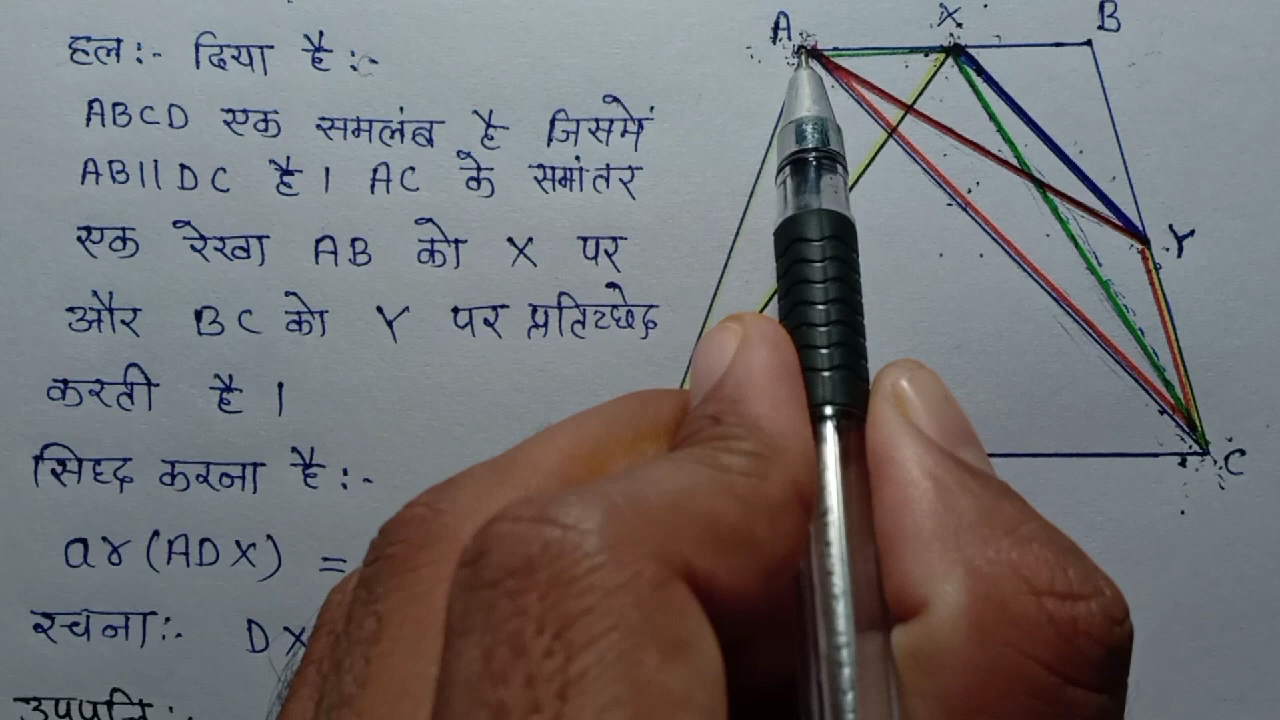 हल:- दिया है:-
ABCD एक समलंब है जिसमें
AB||DC है। AC के समांतर
एक रेखा AB को X पर
और BC को Y पर प्रतिच्छेद
करती है।
सिध्द करना है:-
ar(ADX) =
रचना:- DX
उपपत्ति:-
A X B
Y
C